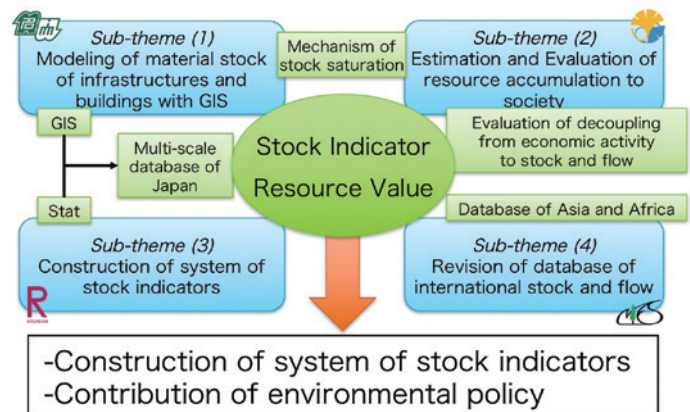 Sub-theme (1)
Modeling of material stock
of infrastructures and
buildings with GIS
Mechanism of
stock saturation
Sub-theme (2)
Estimation and Evaluation of
resource accumulation to
society
GIS
Multi-scale
database of
Japan
Stat
Stock Indicator
Resource Value
Evaluation of decoupling
from economic activity
to stock and flow
Database of Asia and Africa
Sub-theme (3)
Construction of system of
stock indicators
R
Sub-theme (4)
Revision of database of
international stock and flow
-Construction of system of stock indicators
-Contribution of environmental policy